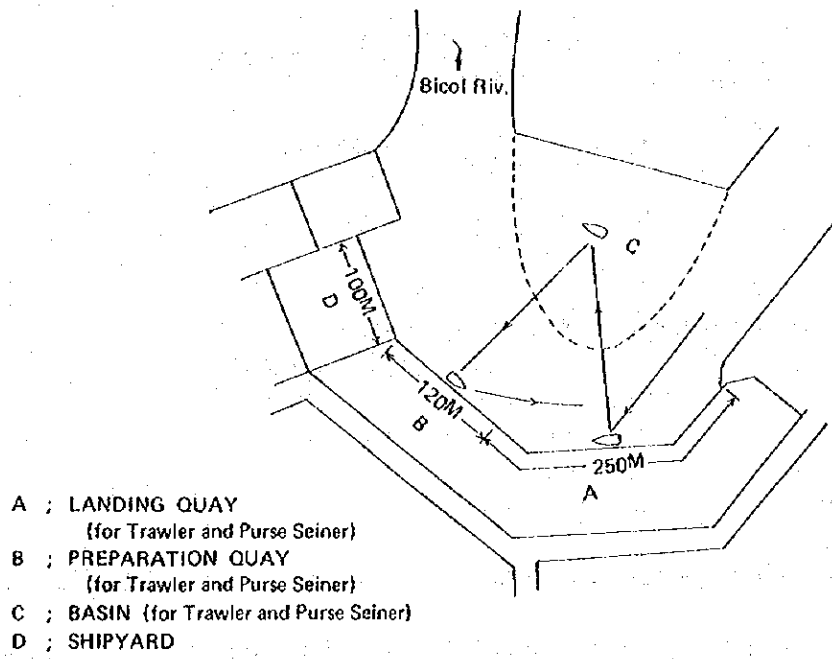 Bicol Riv.
C
100M
D
120M
B
250M
A
A ; LANDING QUAY
(for Trawler and Purse Seiner)
B ; PREPARATION QUAY
(for Trawler and Purse Seiner)
C ; BASIN (for Trawler and Purse Seiner)
D ; SHIPYARD